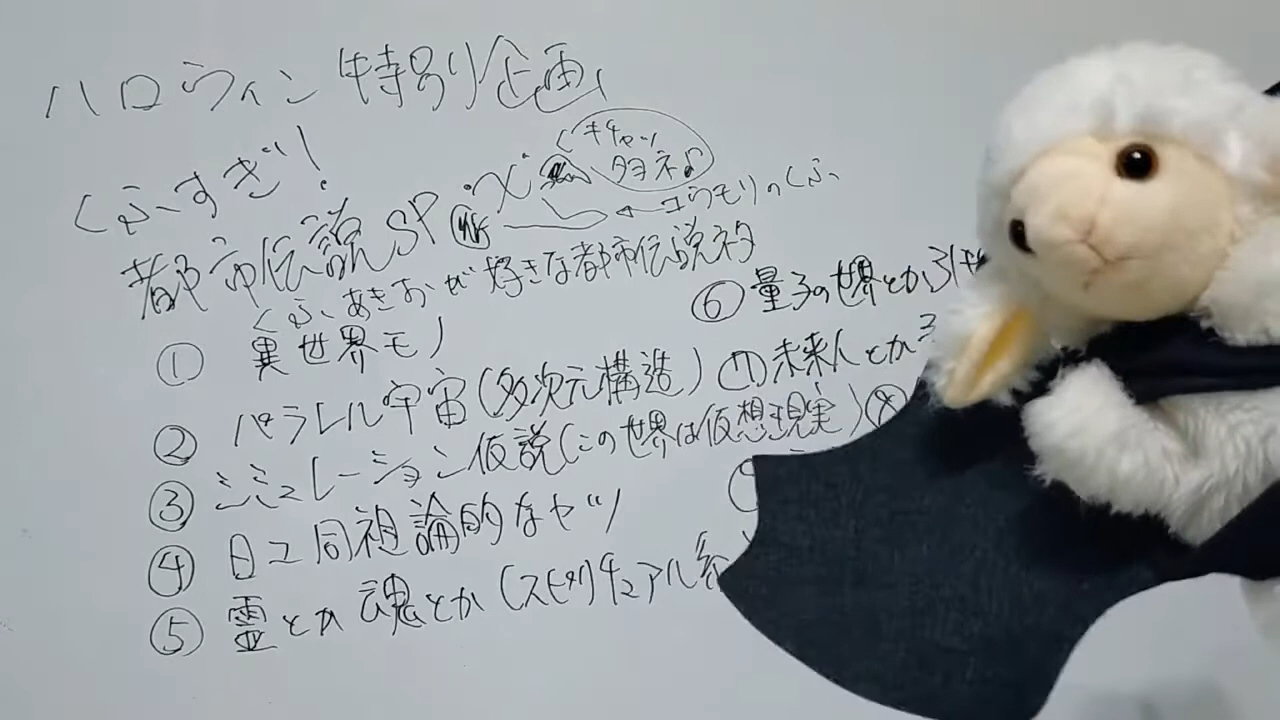 ハロウィン特別企画
くふすぎ!
都市伝説SP
ギャッ
タヨネ♪
←コウモリのくふ
くふあきおが好きな都市伝説ネタ
① 異世界モノ
② パラレル宇宙(多次元構造)
③ シミュレーション仮説(この世界は仮想現実)
④ 日ユ同祖論的なヤツ
⑤ 霊とか魂とか(スピリチュアル系
⑥ 量子の世界とか
⑦ 未来人とか
⑧